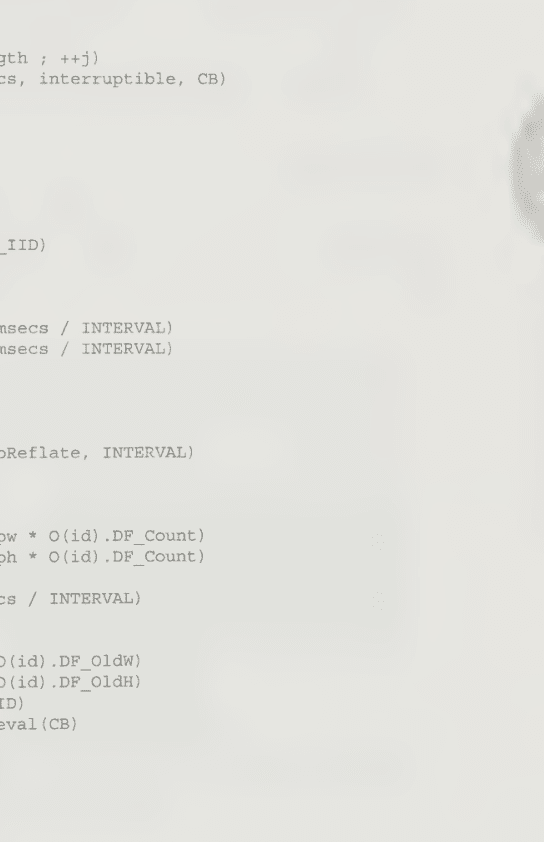 gth ; ++j)
cs, interruptible, CB)
_IID)
msecs / INTERVAL)
msecs / INTERVAL)
oReflate, INTERVAL)
pw * O(id).DF_Count)
ph * O(id).DF_Count)
cs / INTERVAL)
O(id).DF_OldW)
O(id).DF_OldH)
ID)
eval(CB)